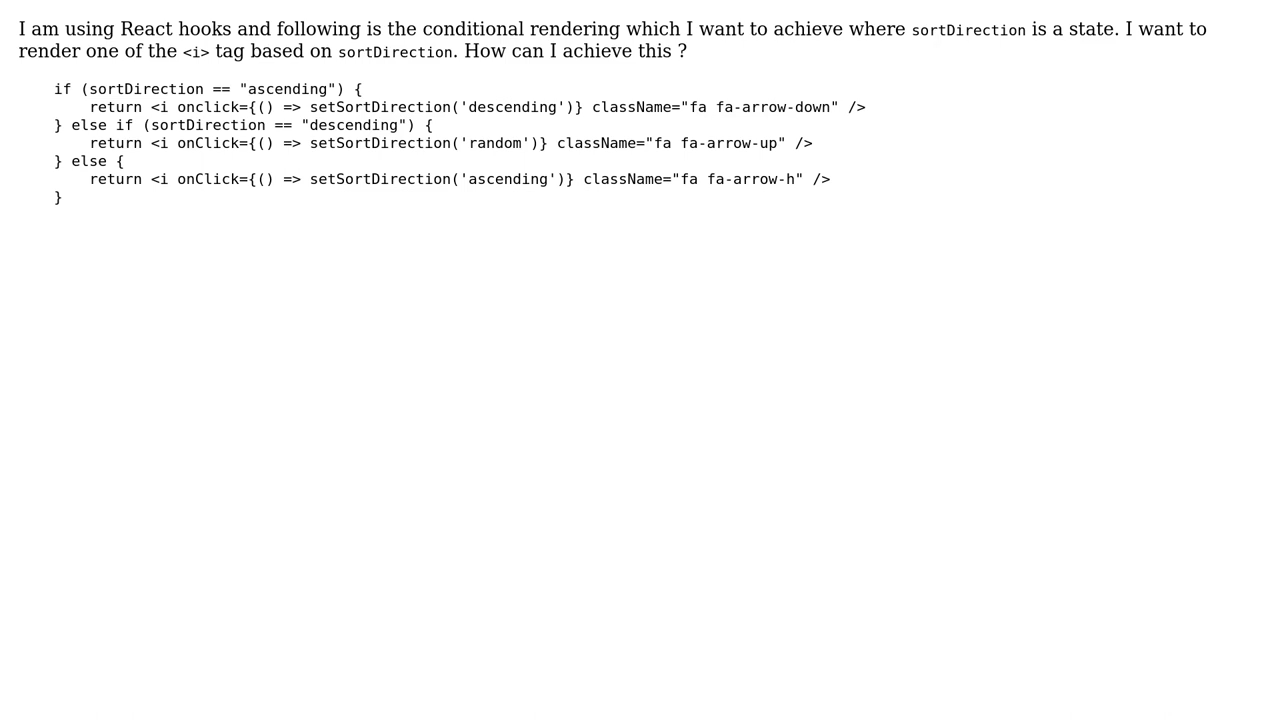 I am using React hooks and following is the conditional rendering which I want to achieve where sortDirection is a state. I want to
render one of the <i> tag based on sortDirection. How can I achieve this ?
if (sortDirection == "ascending") {
    return <i onclick={() => setSortDirection('descending')} className="fa fa-arrow-down" />
} else if (sortDirection == "descending") {
    return <i onClick={() => setSortDirection('random')} className="fa fa-arrow-up" />
} else {
    return <i onClick={() => setSortDirection('ascending')} className="fa fa-arrow-h" />
}